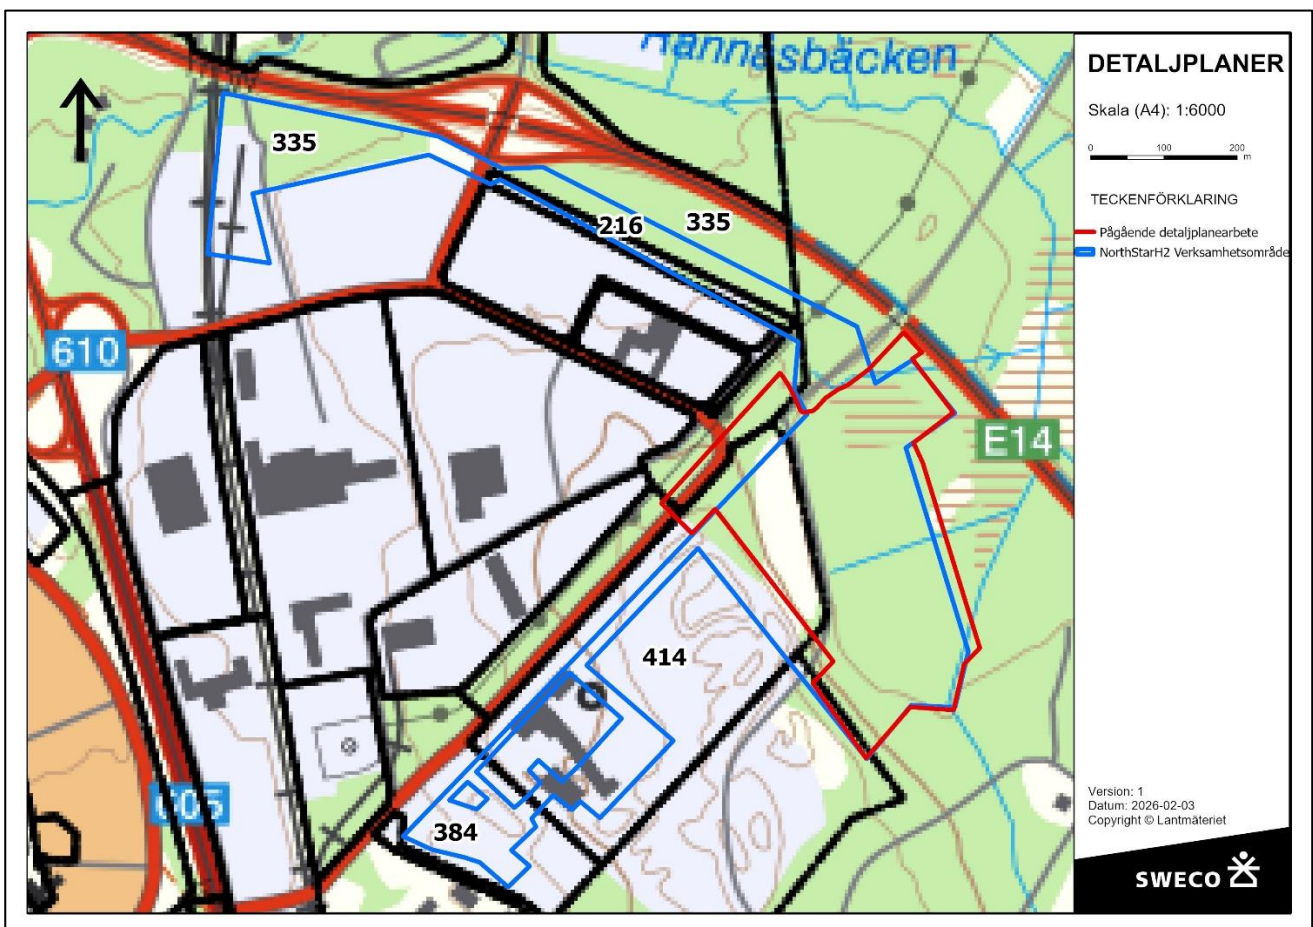 Hannasbäcken
335
216
335
610
E14
414
605
384
DETALJPLANER
Skala (A4): 1:6000
0 100 200
m
TECKENFÖRKLARING
Pågående detaljplanearbete
NorthStarH2 Verksamhetsområde
Version: 1
Datum: 2026-02-03
Copyright © Lantmäteriet
SWECO